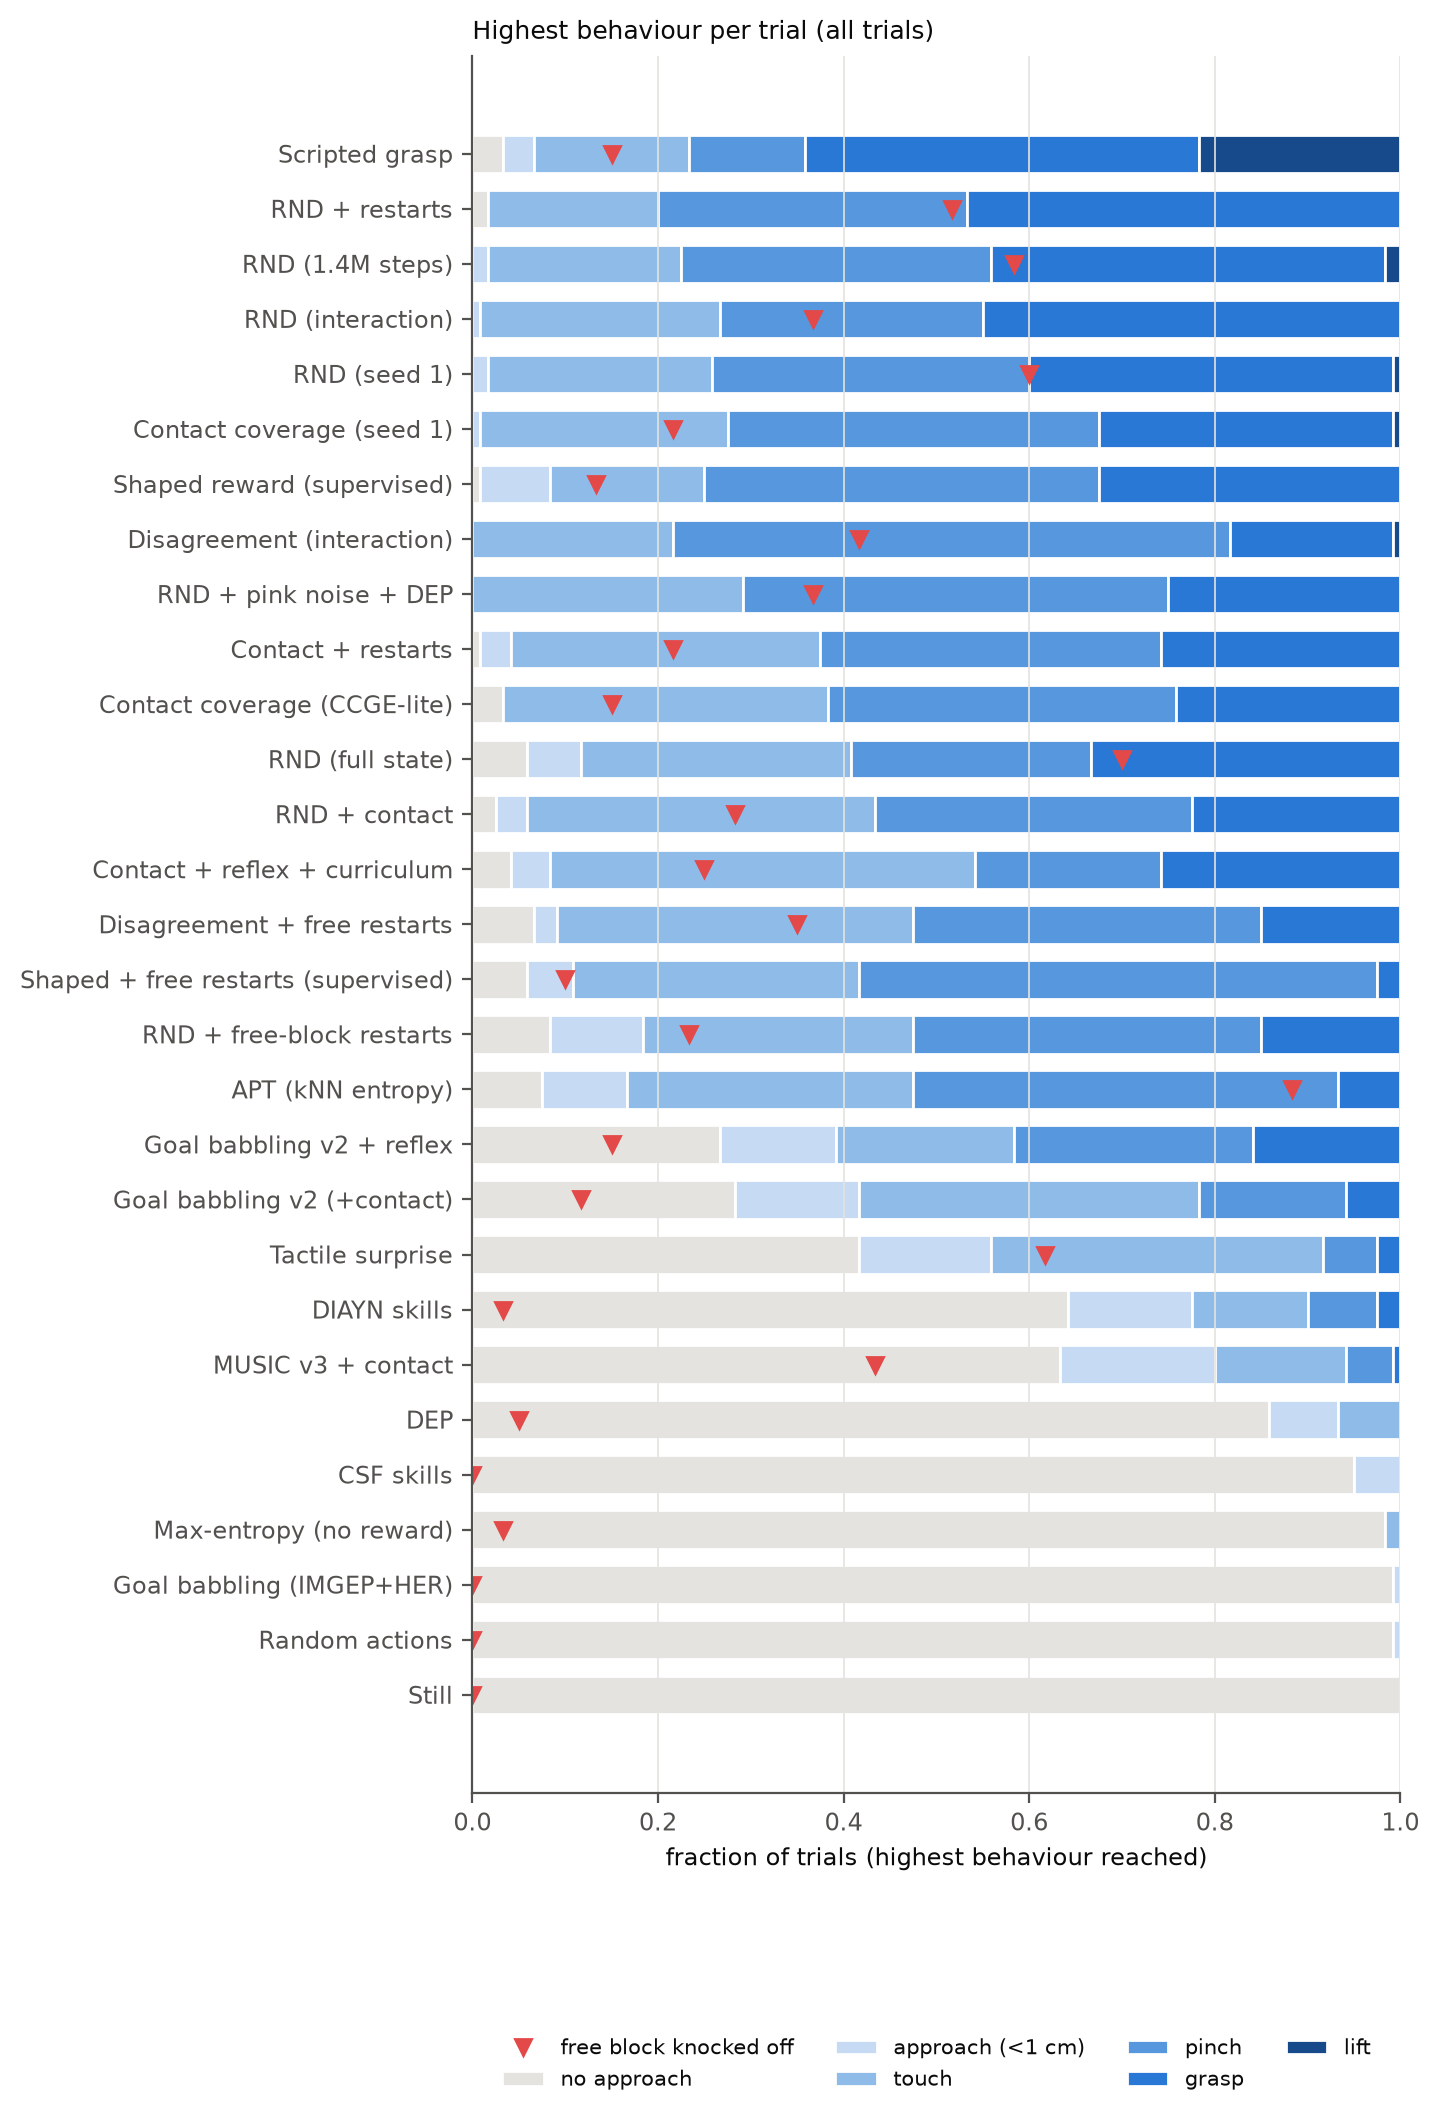 Highest behaviour per trial (all trials)
Scripted grasp
RND + restarts
RND (1.4M steps)
RND (interaction)
RND (seed 1)
Contact coverage (seed 1)
Shaped reward (supervised)
Disagreement (interaction)
RND + pink noise + DEP
Contact + restarts
Contact coverage (CCGE-lite)
RND (full state)
RND + contact
Contact + reflex + curriculum
Disagreement + free restarts
Shaped + free restarts (supervised)
RND + free-block restarts
APT (kNN entropy)
Goal babbling v2 + reflex
Goal babbling v2 (+contact)
Tactile surprise
DIAYN skills
MUSIC v3 + contact
DEP
CSF skills
Max-entropy (no reward)
Goal babbling (IMGEP+HER)
Random actions
Still
0.0 0.2 0.4 0.6 0.8 1.0
fraction of trials (highest behaviour reached)
free block knocked off approach (<1 cm) pinch lift
no approach touch grasp